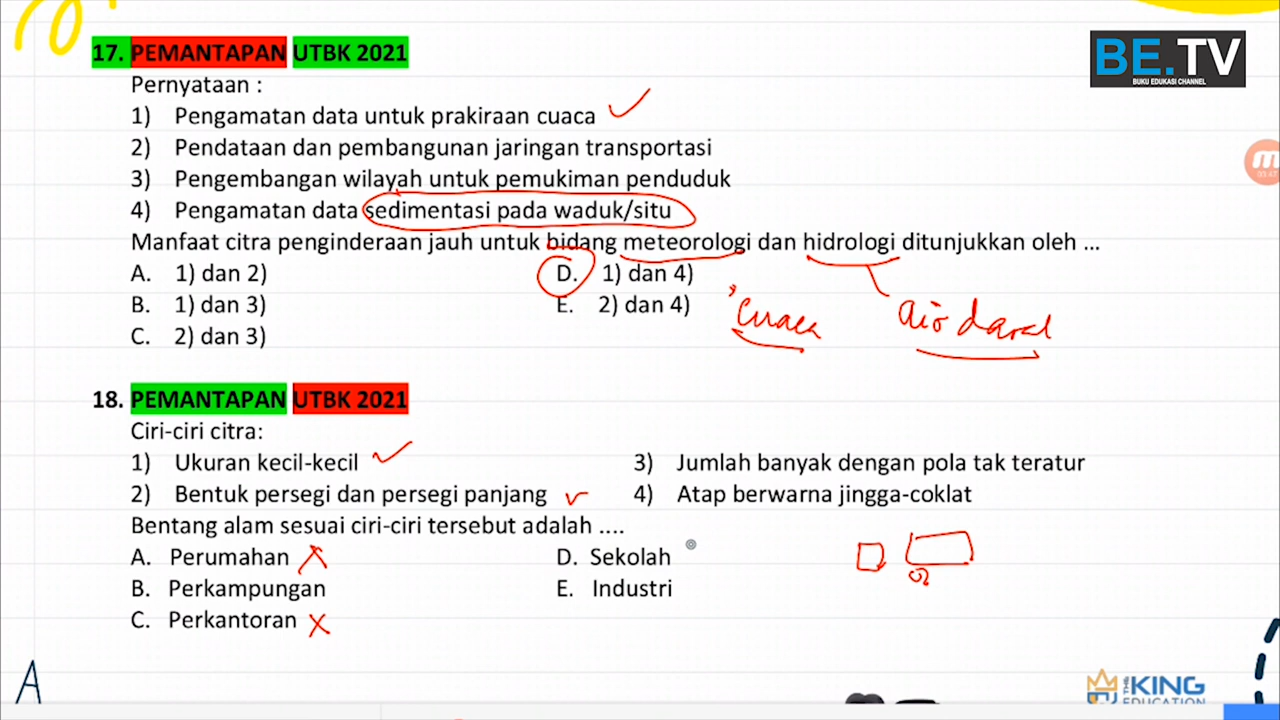 17. PEMANTAPAN UTBK 2021
BE.TV
BUKU EDUKASI CHANNEL
Pernyataan :
1) Pengamatan data untuk prakiraan cuaca
2) Pendataan dan pembangunan jaringan transportasi
3) Pengembangan wilayah untuk pemukiman penduduk
4) Pengamatan data sedimentasi pada waduk/situ
Manfaat citra penginderaan jauh untuk bidang meteorologi dan hidrologi ditunjukkan oleh ...
A. 1) dan 2) D. 1) dan 4)
B. 1) dan 3) E. 2) dan 4)
C. 2) dan 3)
Cuaca air darat
18. PEMANTAPAN UTBK 2021
Ciri-ciri citra:
1) Ukuran kecil-kecil 3) Jumlah banyak dengan pola tak teratur
2) Bentuk persegi dan persegi panjang 4) Atap berwarna jingga-coklat
Bentang alam sesuai ciri-ciri tersebut adalah ....
A. Perumahan D. Sekolah
B. Perkampungan E. Industri
C. Perkantoran
A
THE KING
EDUCATION